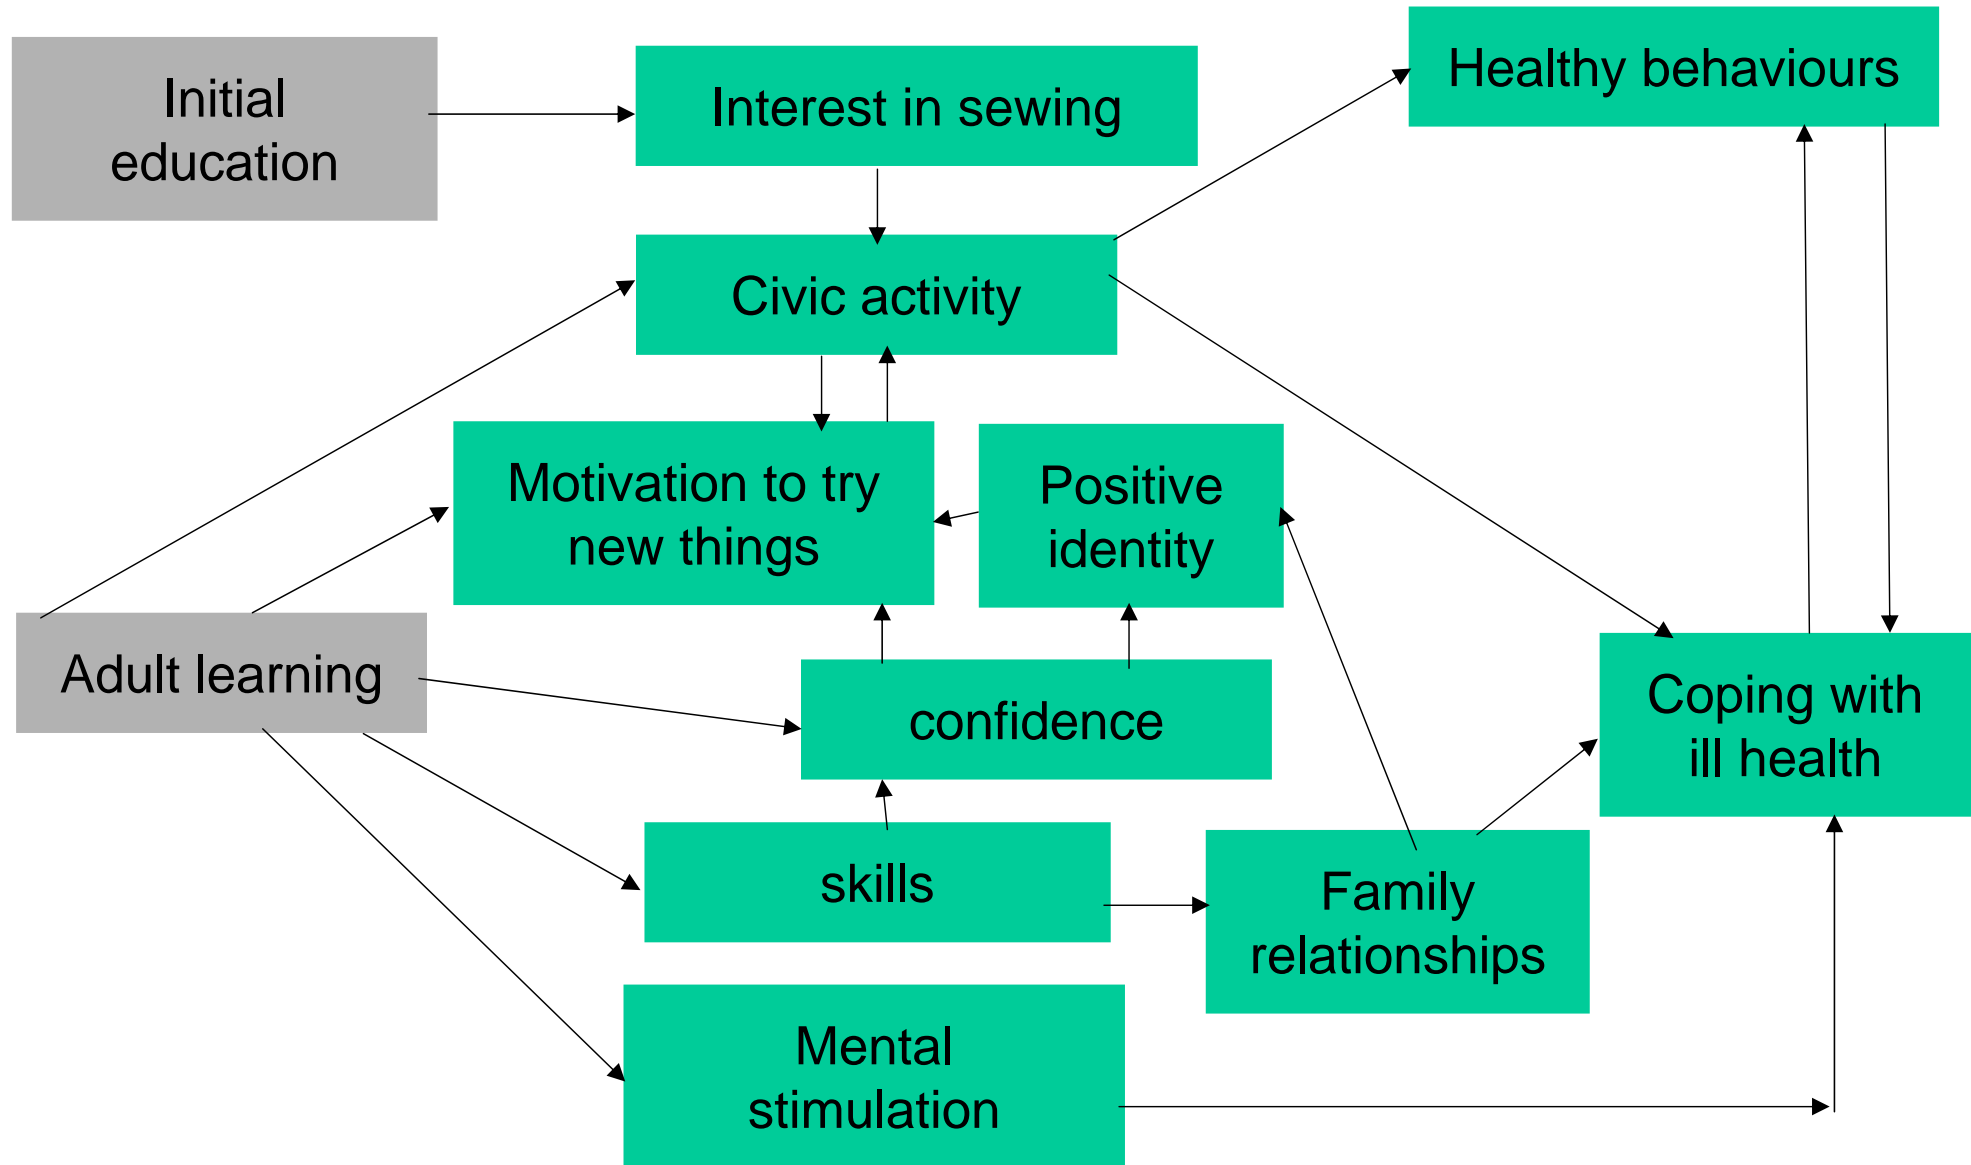 Initial
education
Interest in sewing
Healthy behaviours
Civic activity
Motivation to try
new things
Positive
identity
Adult learning
confidence
Coping with
ill health
skills
Family
relationships
Mental
stimulation